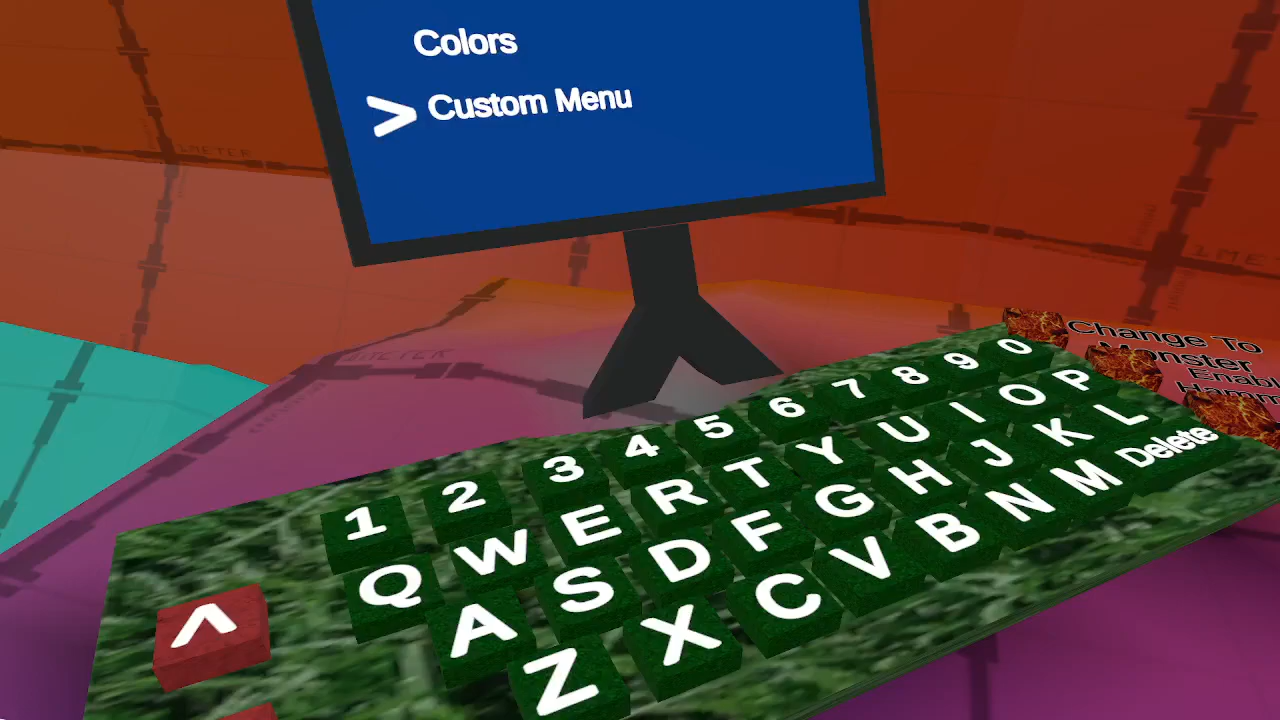 Colors
> Custom Menu
Change To
Monster
1 2 3 4 5 6 7 8 9 0
Q W E R T Y U I O P
A S D F G H J K L
Z X C V B N M Delete
^